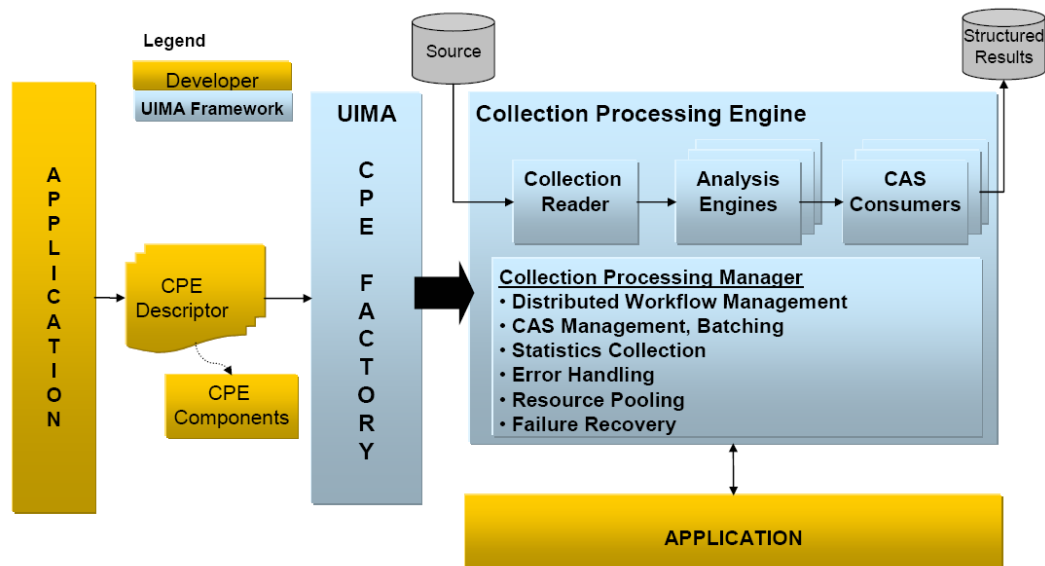 Legend
Developer
UIMA Framework
Source
Structured
Results
A
P
P
L
I
C
A
T
I
O
N
CPE
Descriptor
CPE
Components
UIMA
C
P
E
F
A
C
T
O
R
Y
Collection Processing Engine
Collection
Reader
Analysis
Engines
CAS
Consumers
Collection Processing Manager
• Distributed Workflow Management
• CAS Management, Batching
• Statistics Collection
• Error Handling
• Resource Pooling
• Failure Recovery
APPLICATION